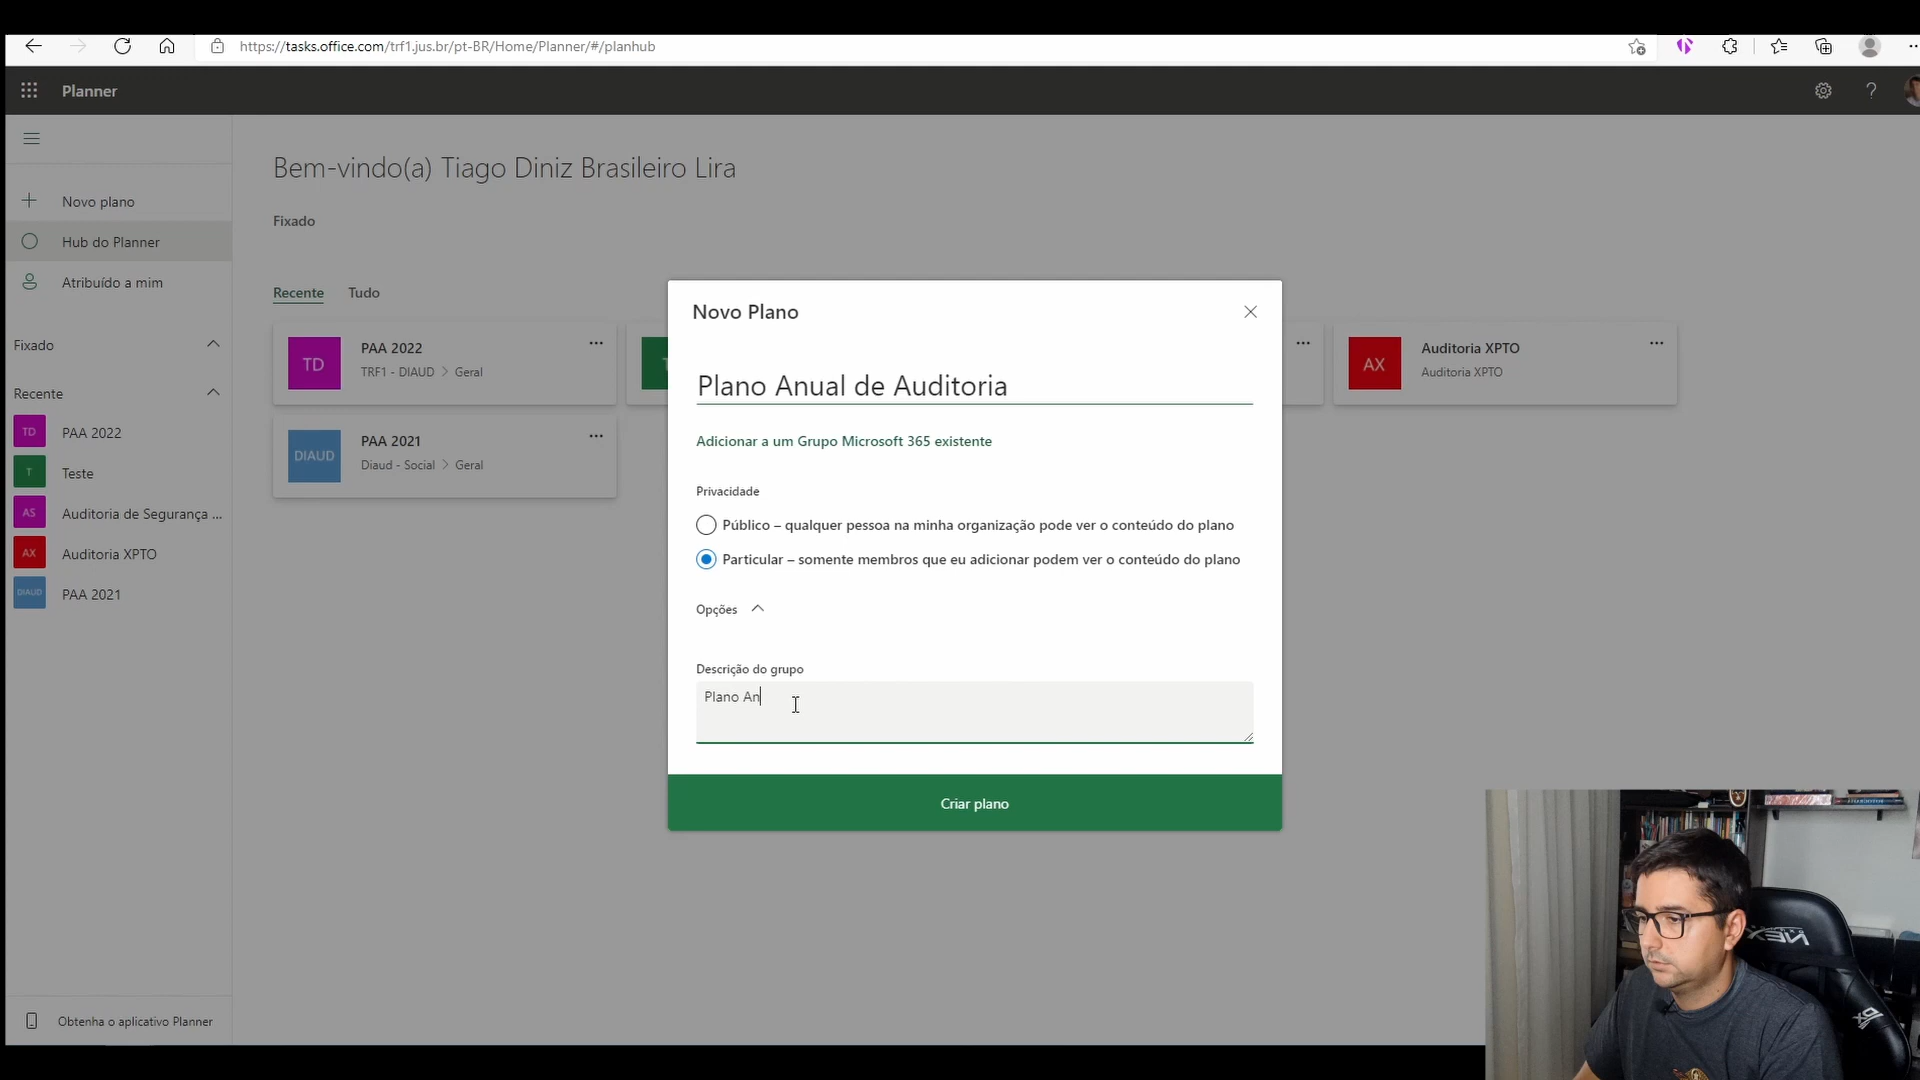 https://tasks.office.com/trf1.jus.br/pt-BR/Home/Planner/#/planhub
Planner
Novo plano
Hub do Planner
Atribuído a mim
Fixado
Recente
TD PAA 2022
T Teste
AS Auditoria de Segurança ...
AX Auditoria XPTO
DIAUD PAA 2021
Obtenha o aplicativo Planner
Bem-vindo(a) Tiago Diniz Brasileiro Lira
Fixado
Recente Tudo
TD PAA 2022
TRF1 - DIAUD > Geral
AX Auditoria XPTO
Auditoria XPTO
DIAUD PAA 2021
Diaud - Social > Geral
Novo Plano
Plano Anual de Auditoria
Adicionar a um Grupo Microsoft 365 existente
Privacidade
Público – qualquer pessoa na minha organização pode ver o conteúdo do plano
Particular – somente membros que eu adicionar podem ver o conteúdo do plano
Opções
Descrição do grupo
Plano An
Criar plano